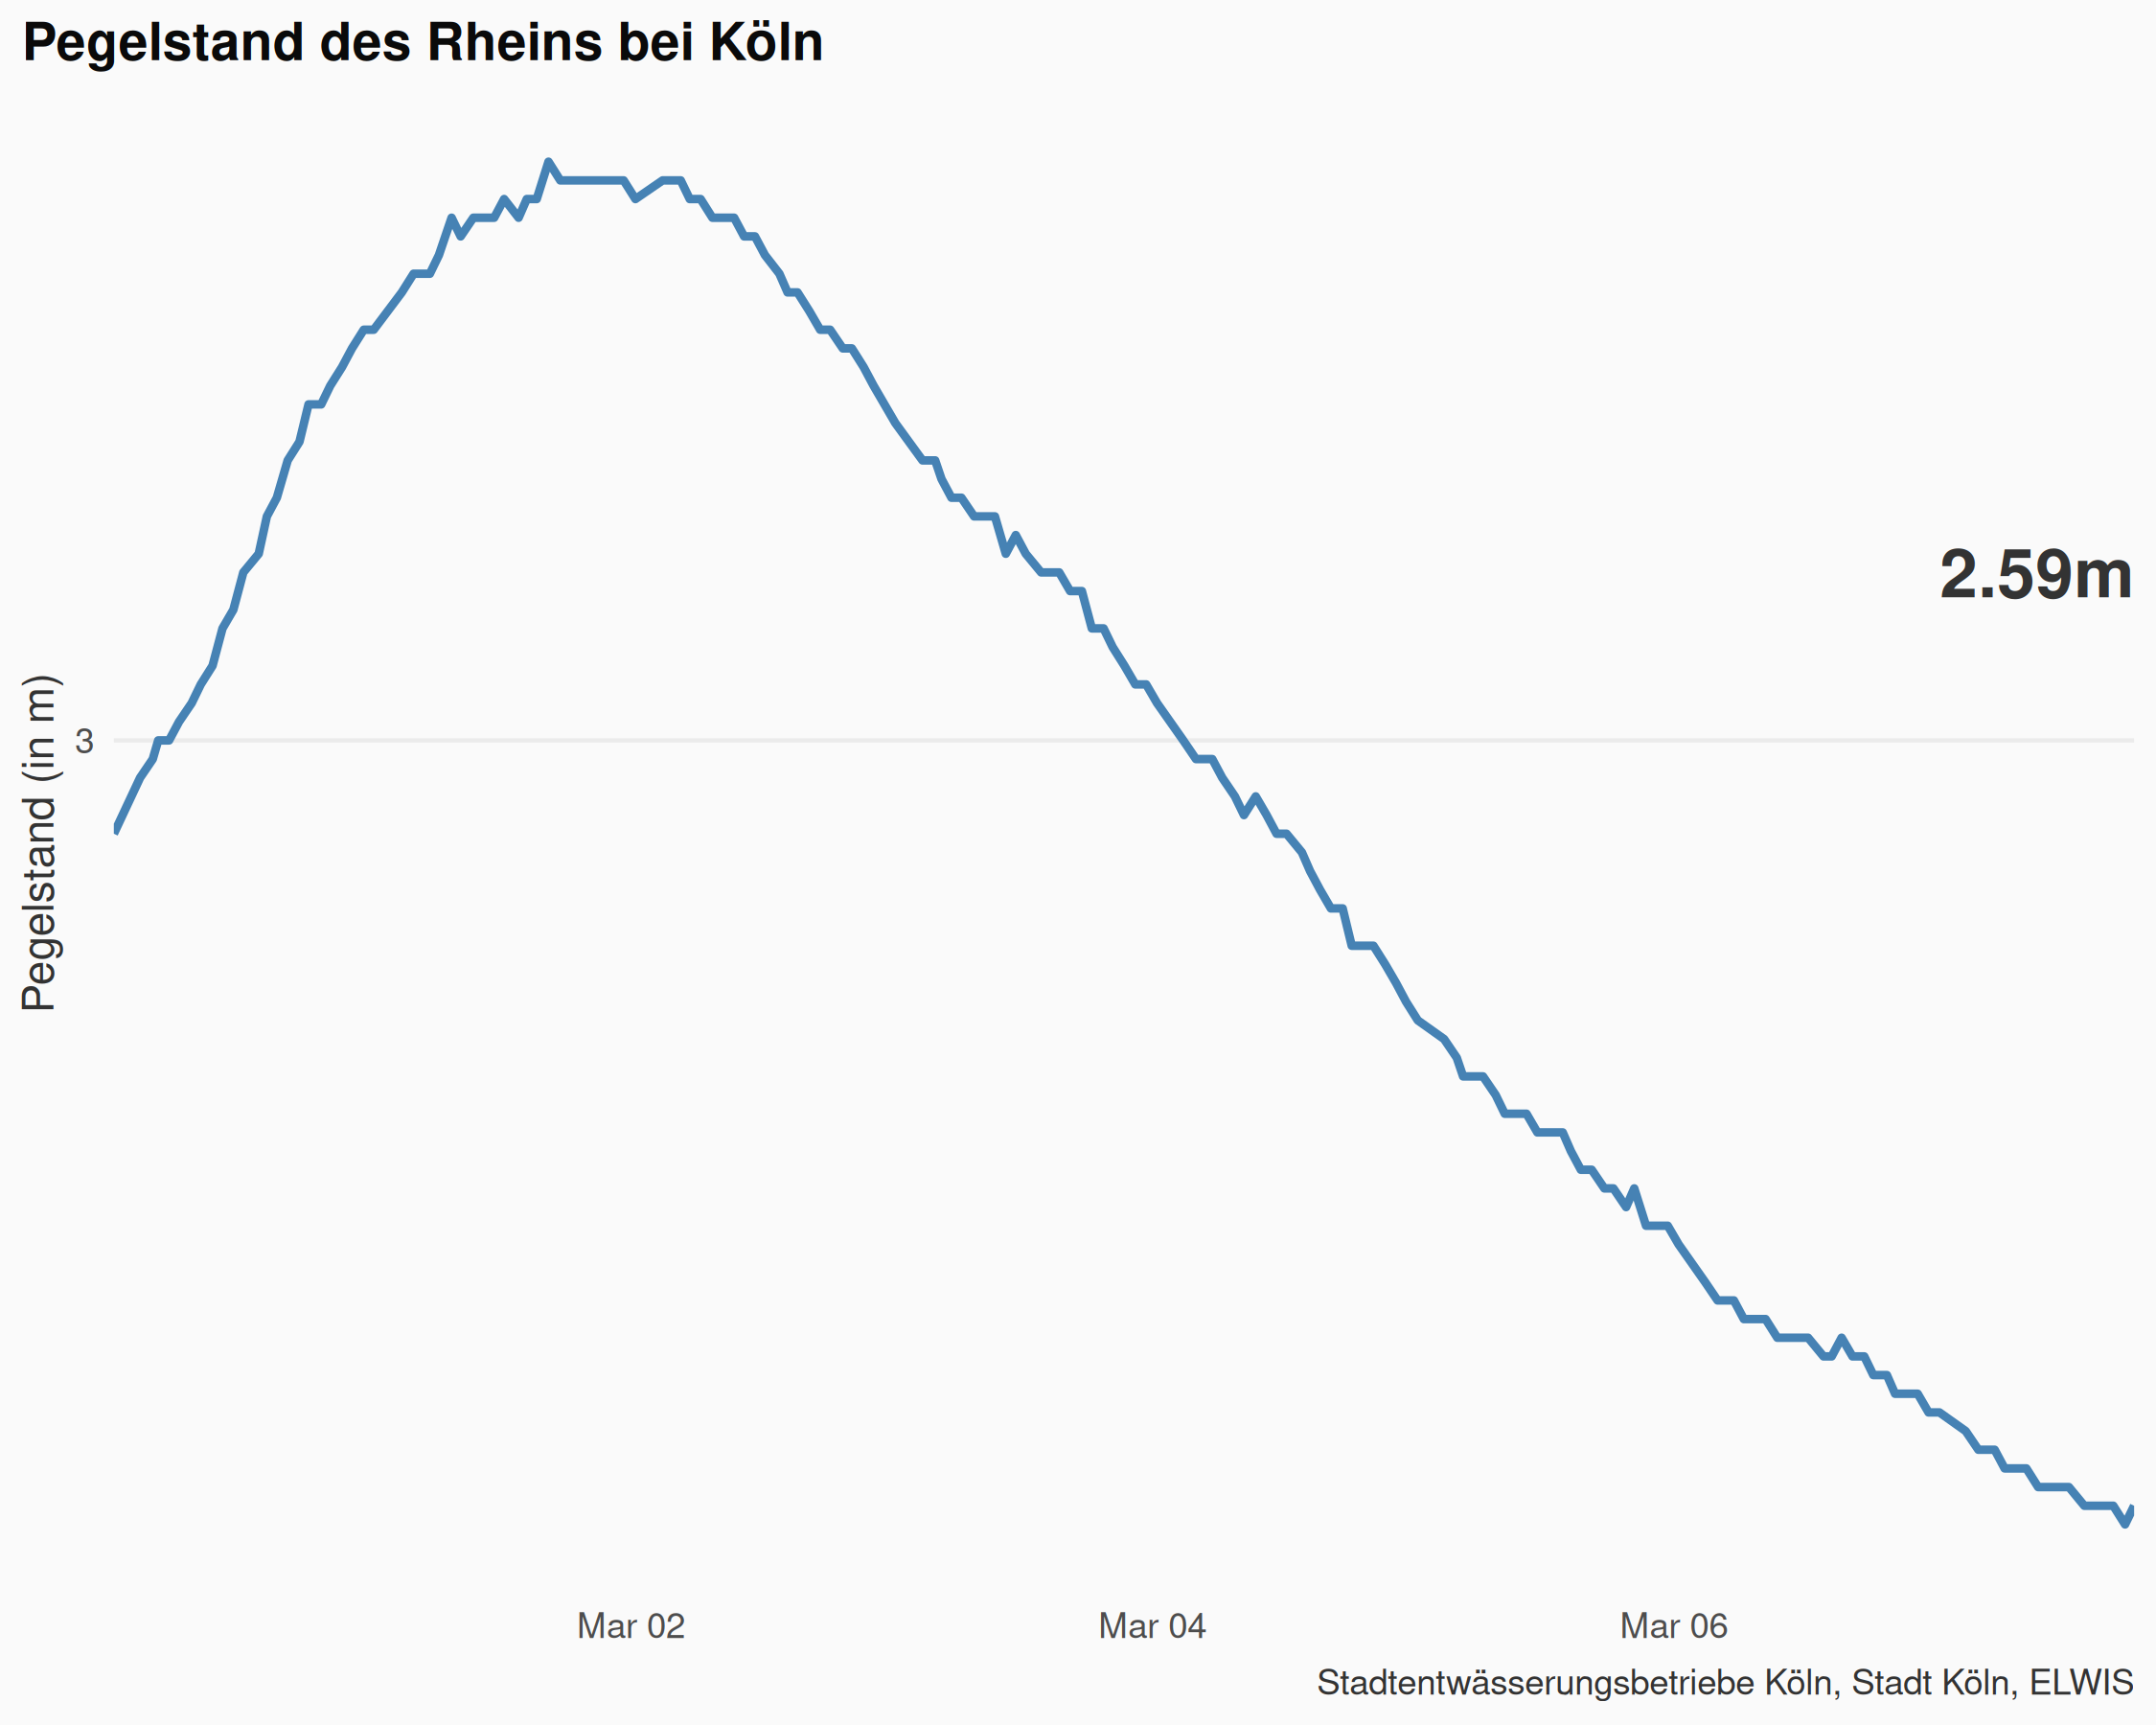 Pegelstand des Rheins bei Köln
2.59m
Pegelstand (in m)
3
Mar 02
Mar 04
Mar 06
Stadtentwässerungsbetriebe Köln, Stadt Köln, ELWIS